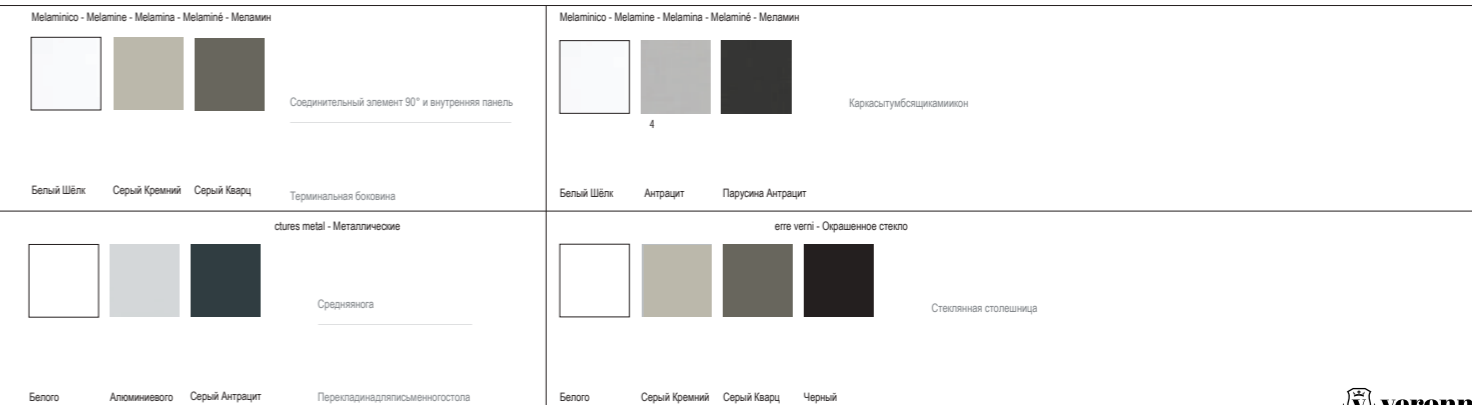 Melaminico - Melamine - Melamina - Melaminé - Меламин
Соединительный элемент 90° и внутренняя панель
Белый Шёлк Серый Кремний Серый Кварц
Терминальная боковина
Melaminico - Melamine - Melamina - Melaminé - Меламин
Каркасытумбсящикамиикон
4
Белый Шёлк Антрацит Парусина Антрацит
ctures metal - Металлические
Средняянога
Белого Алюминиевого Серый Антрацит
Перекладинадляписьменногостола
erre verni - Окрашенное стекло
Стеклянная столешница
Белого Серый Кремний Серый Кварц Черный